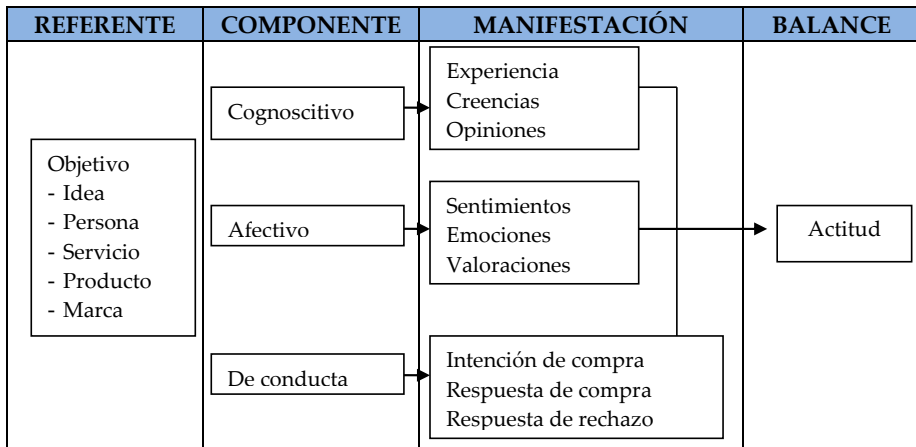 REFERENTE
COMPONENTE
MANIFESTACIÓN
BALANCE
Objetivo
- Idea
- Persona
- Servicio
- Producto
- Marca
Cognoscitivo
Afectivo
De conducta
Experiencia
Creencias
Opiniones
Sentimientos
Emociones
Valoraciones
Intención de compra
Respuesta de compra
Respuesta de rechazo
Actitud